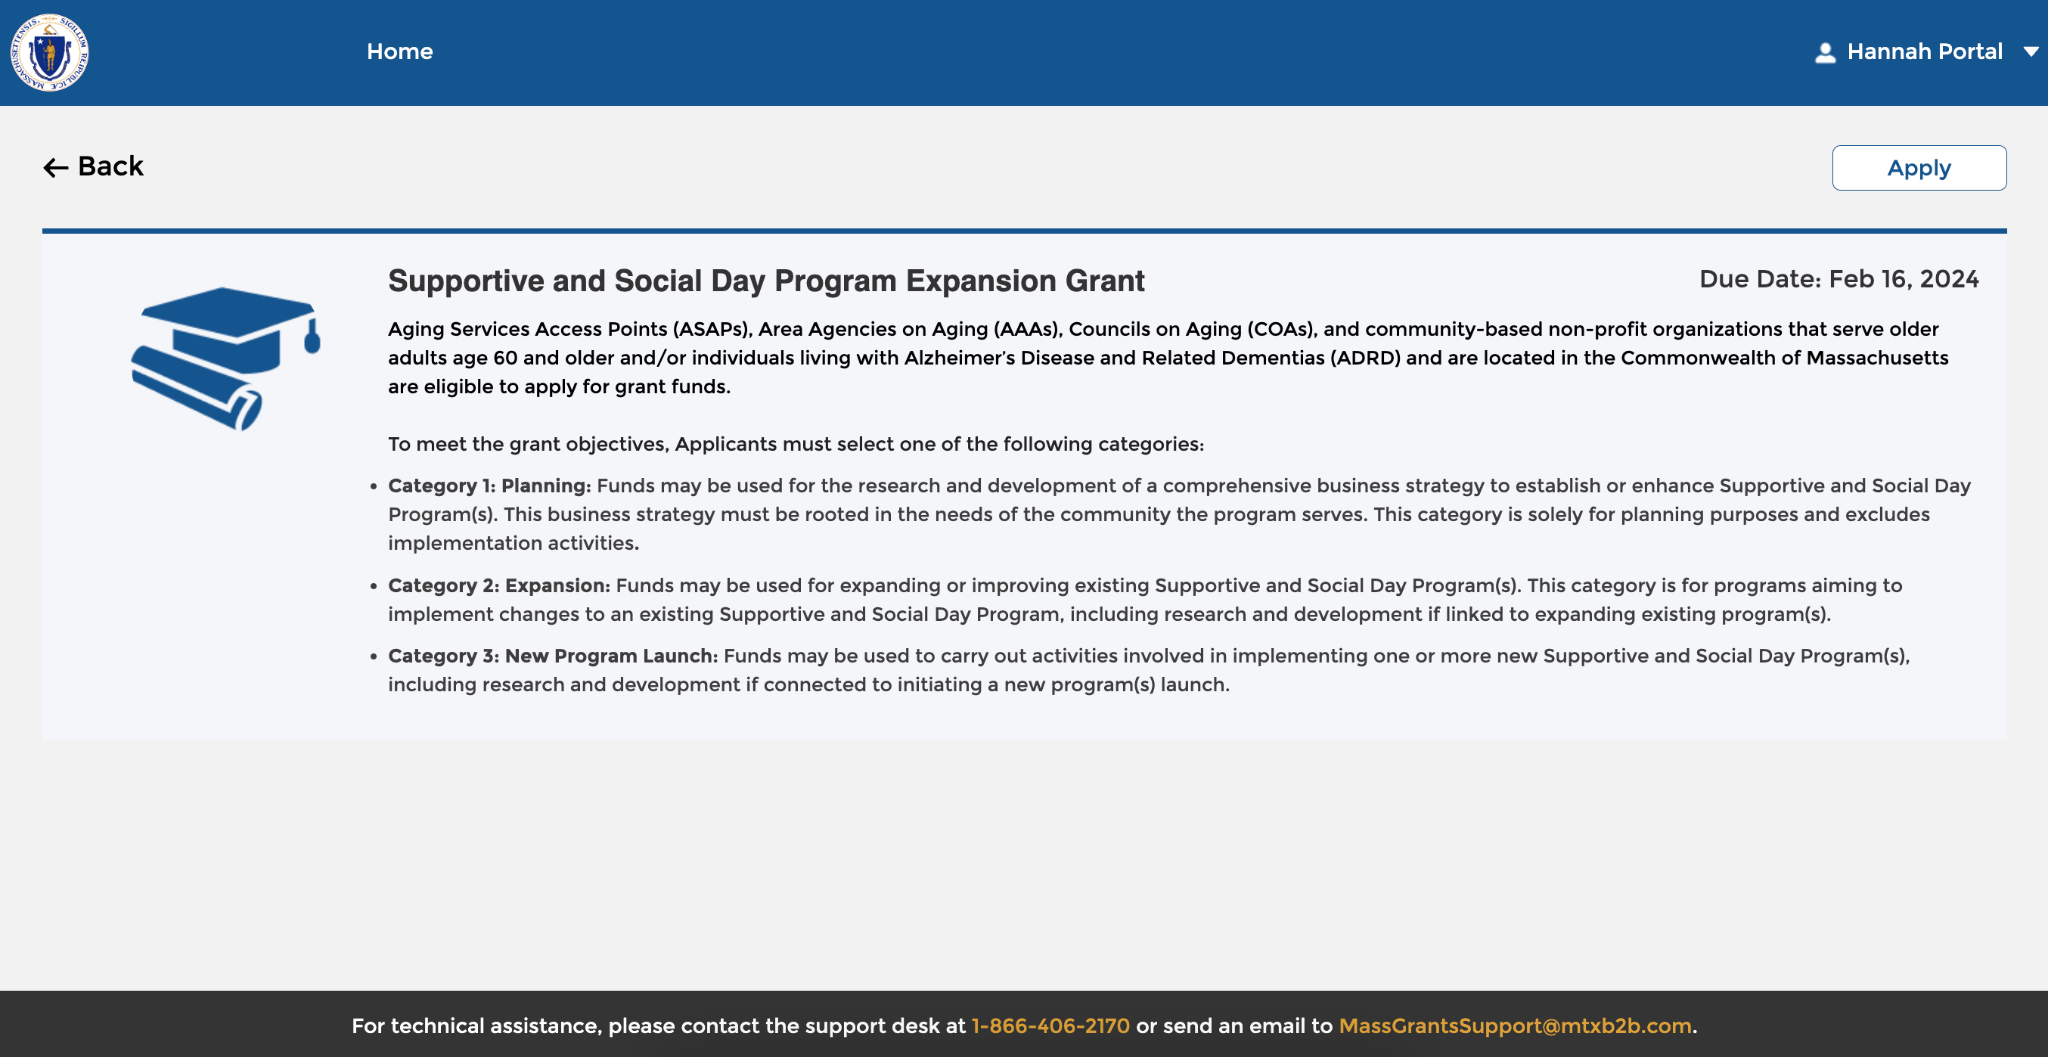 Home
Hannah Portal
Back
Apply
Supportive and Social Day Program Expansion Grant
Due Date: Feb 16, 2024
Aging Services Access Points (ASAPs), Area Agencies on Aging (AAAs), Councils on Aging (COAs), and community-based non-profit organizations that serve older
adults age 60 and older and/or individuals living with Alzheimer's Disease and Related Dementias (ADRD) and are located in the Commonwealth of Massachusetts
are eligible to apply for grant funds.
To meet the grant objectives, Applicants must select one of the following categories:
• Category 1: Planning: Funds may be used for the research and development of a comprehensive business strategy to establish or enhance Supportive and Social Day
Program(s). This business strategy must be rooted in the needs of the community the program serves. This category is solely for planning purposes and excludes
implementation activities.
• Category 2: Expansion: Funds may be used for expanding or improving existing Supportive and Social Day Program(s). This category is for programs aiming to
implement changes to an existing Supportive and Social Day Program, including research and development if linked to expanding existing program(s).
• Category 3: New Program Launch: Funds may be used to carry out activities involved in implementing one or more new Supportive and Social Day Program(s),
including research and development if connected to initiating a new program(s) launch.
For technical assistance, please contact the support desk at 1-866-406-2170 or send an email to MassGrantsSupport@mtxb2b.com.